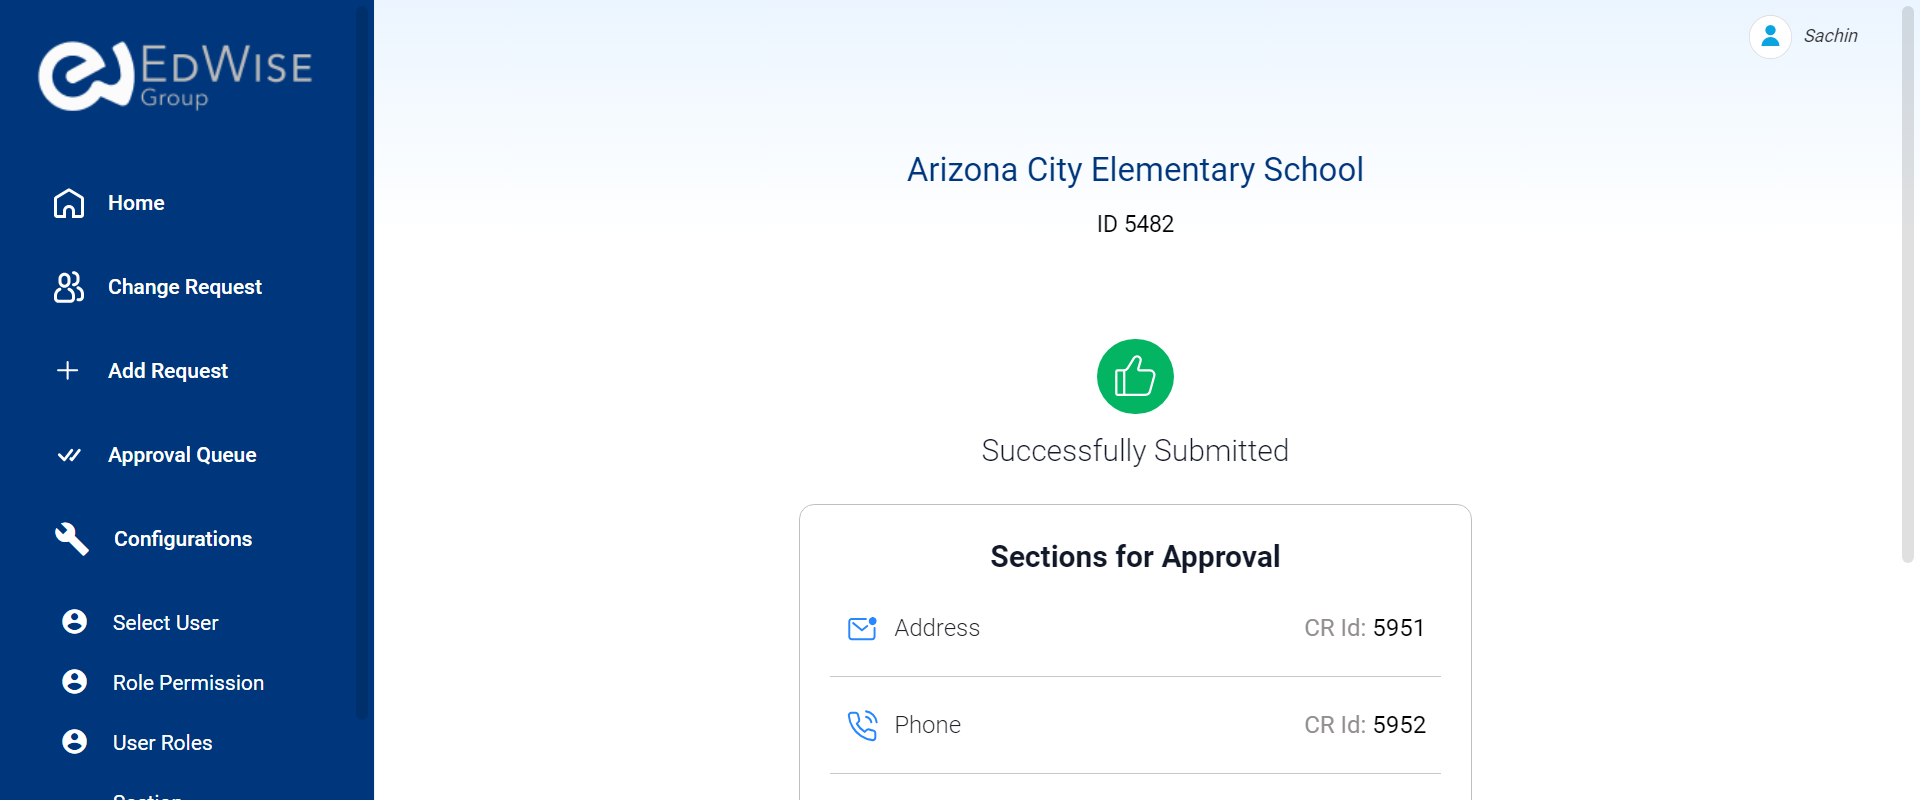 EDWISE
Group
Home
Change Request
Add Request
Approval Queue
Configurations
Select User
Role Permission
User Roles
Section
Sachin
Arizona City Elementary School
ID 5482
Successfully Submitted
Sections for Approval
Address CR Id: 5951
Phone CR Id: 5952